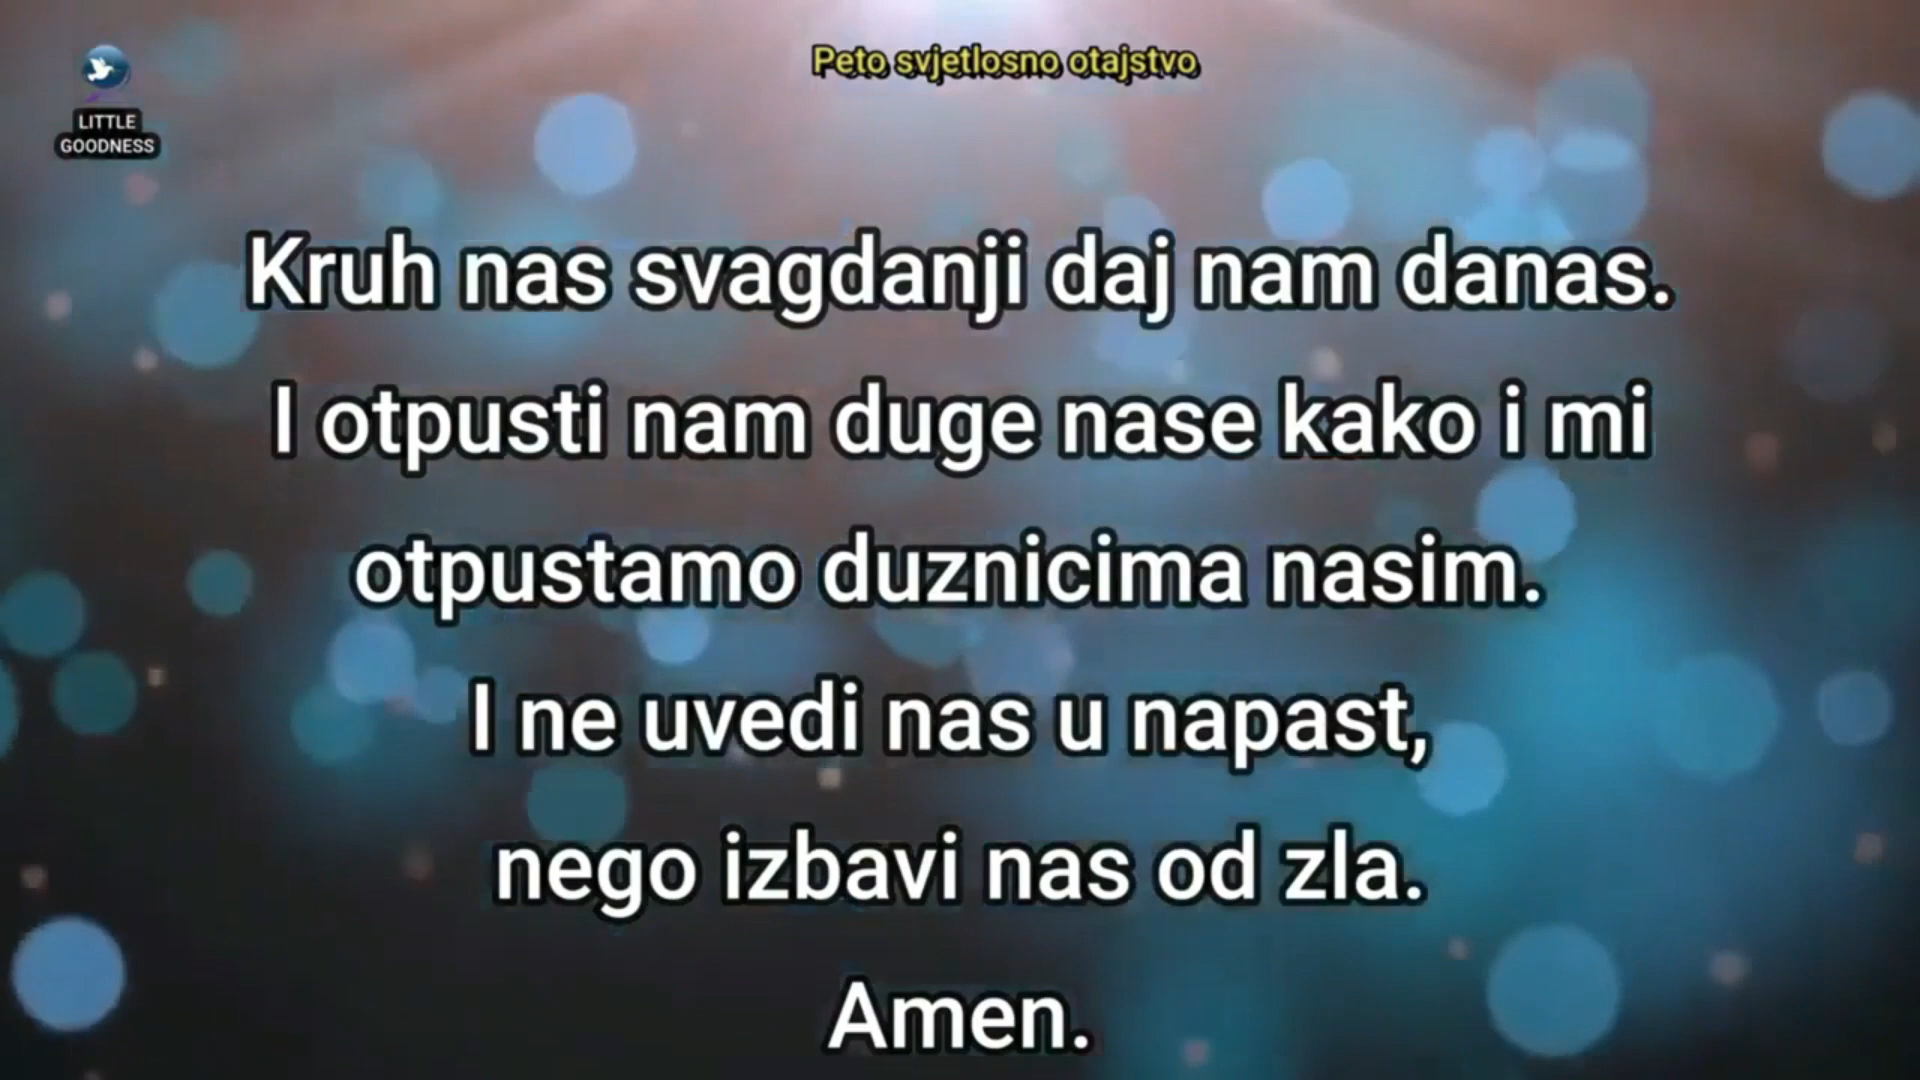 Peto svjetlosno otajstvo
LITTLE
GOODNESS
Kruh nas svagdanji daj nam danas.
I otpusti nam duge nase kako i mi
otpustamo duznicima nasim.
I ne uvedi nas u napast,
nego izbavi nas od zla.
Amen.